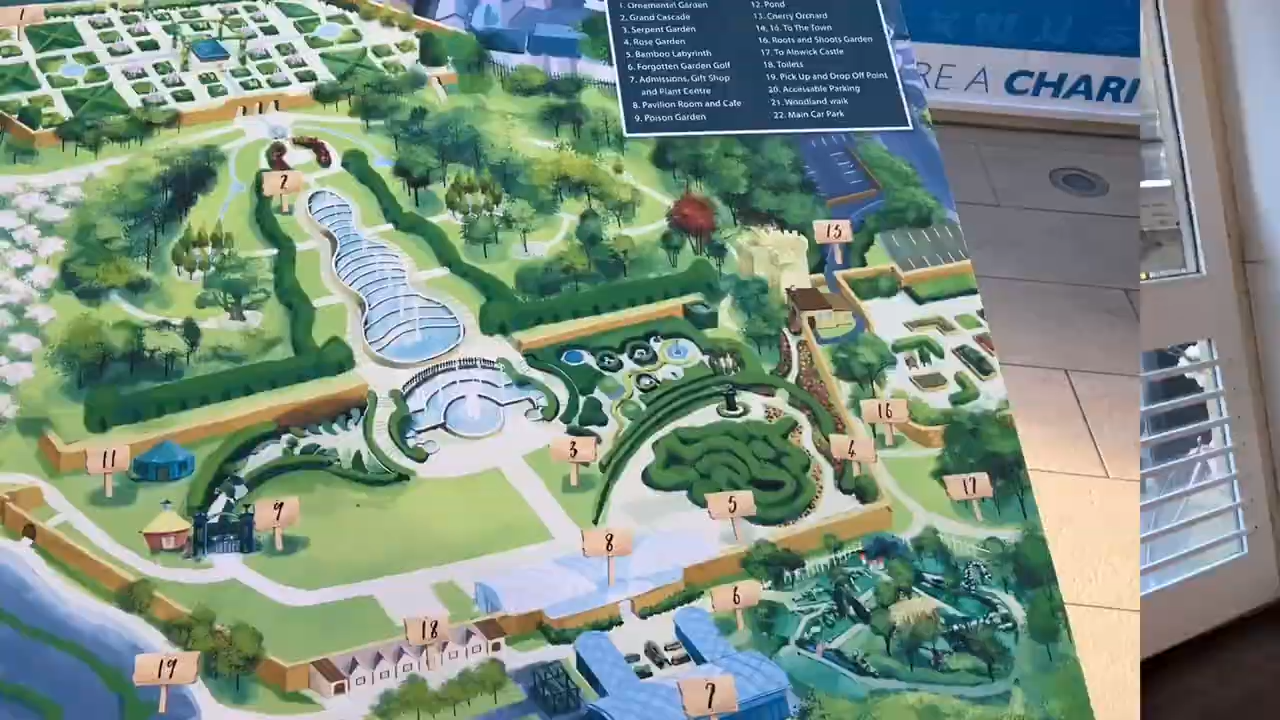 1. Ornamental Garden
2. Grand Cascade
3. Serpent Garden
4. Rose Garden
5. Bamboo Labyrinth
6. Forgotten Garden Golf
7. Admissions, Gift Shop
and Plant Centre
8. Pavilion Room and Cafe
9. Poison Garden
12. Pond
13. Cherry Orchard
14, 15. To The Town
16. Roots and Shoots Garden
17. To Alnwick Castle
18. Toilets
19. Pick Up and Drop Off Point
20. Accessable Parking
21. Woodland walk
22. Main Car Park
RE A CHARI
1
2
15
11
3
4
16
9
5
17
8
6
18
19
7